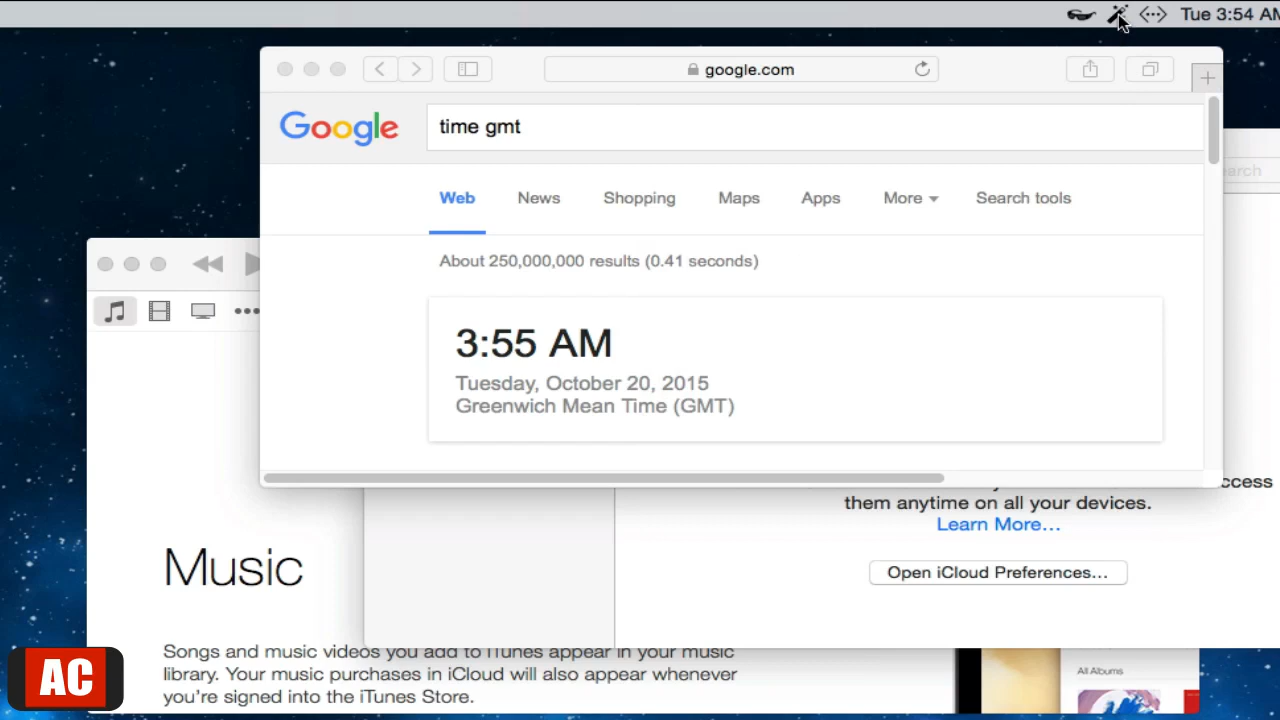 Tue 3:54 AM
google.com
Google
time gmt
Web News Shopping Maps Apps More Search tools
About 250,000,000 results (0.41 seconds)
3:55 AM
Tuesday, October 20, 2015
Greenwich Mean Time (GMT)
them anytime on all your devices.
Learn More…
Open iCloud Preferences…
Music
Songs and music videos you add to iTunes appear in your music
library. Your music purchases in iCloud will also appear whenever
you're signed into the iTunes Store.
All Albums
AC